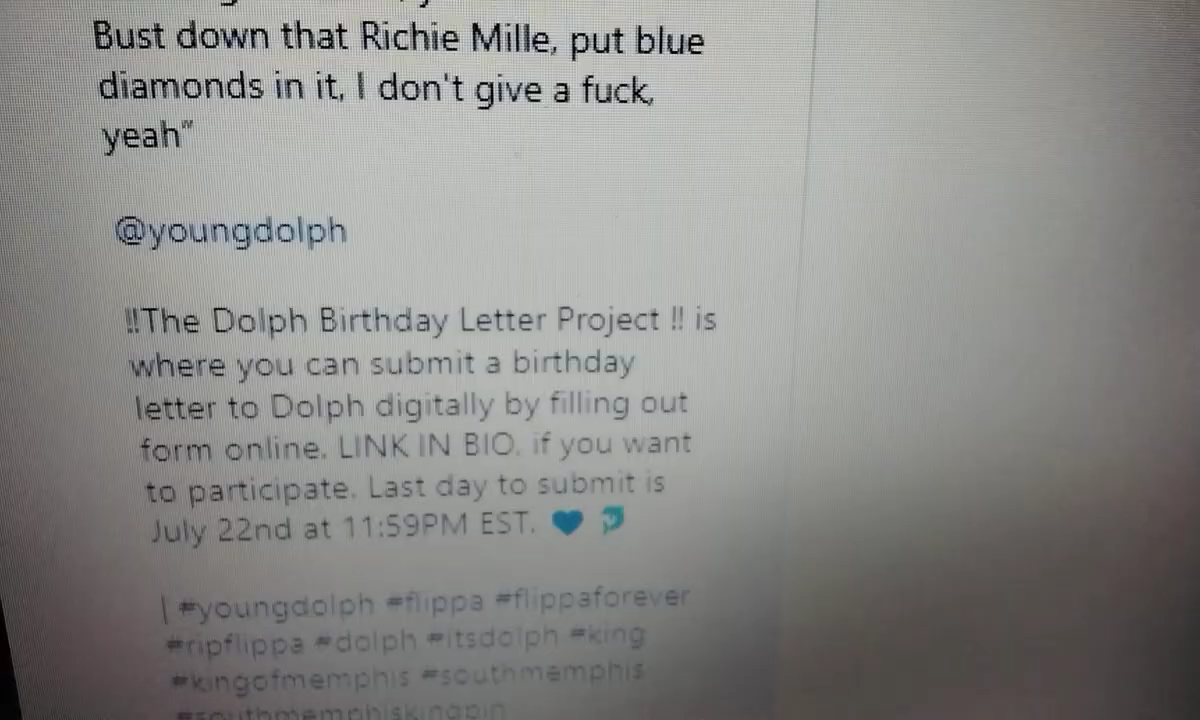 Bust down that Richie Mille, put blue
diamonds in it, I don't give a fuck,
yeah"
@youngdolph
‼The Dolph Birthday Letter Project ‼ is
where you can submit a birthday
letter to Dolph digitally by filling out
form online. LINK IN BIO. if you want
to participate. Last day to submit is
July 22nd at 11:59PM EST. 💙
| #youngdolph #flippa #flippaforever
#ripflippa #dolph #itsdolph #king
#kingofmemphis #southmemphis
#southmemphiskingpin